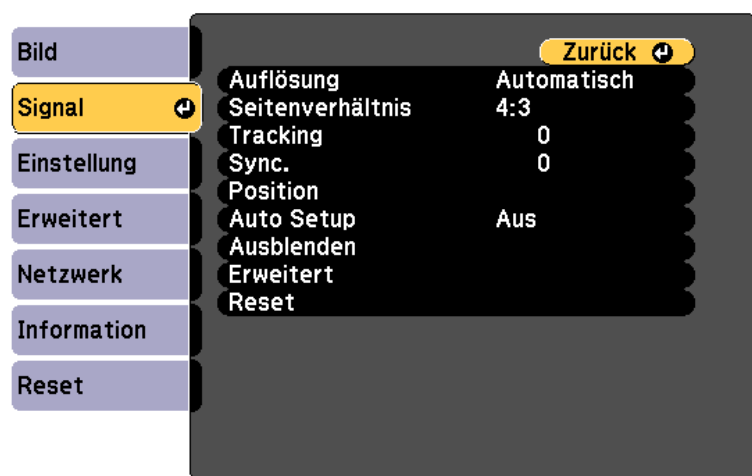 Bild
Signal
Einstellung
Erweitert
Netzwerk
Information
Reset
Zurück
Auflösung Automatisch
Seitenverhältnis 4:3
Tracking 0
Sync. 0
Position
Auto Setup Aus
Ausblenden
Erweitert
Reset